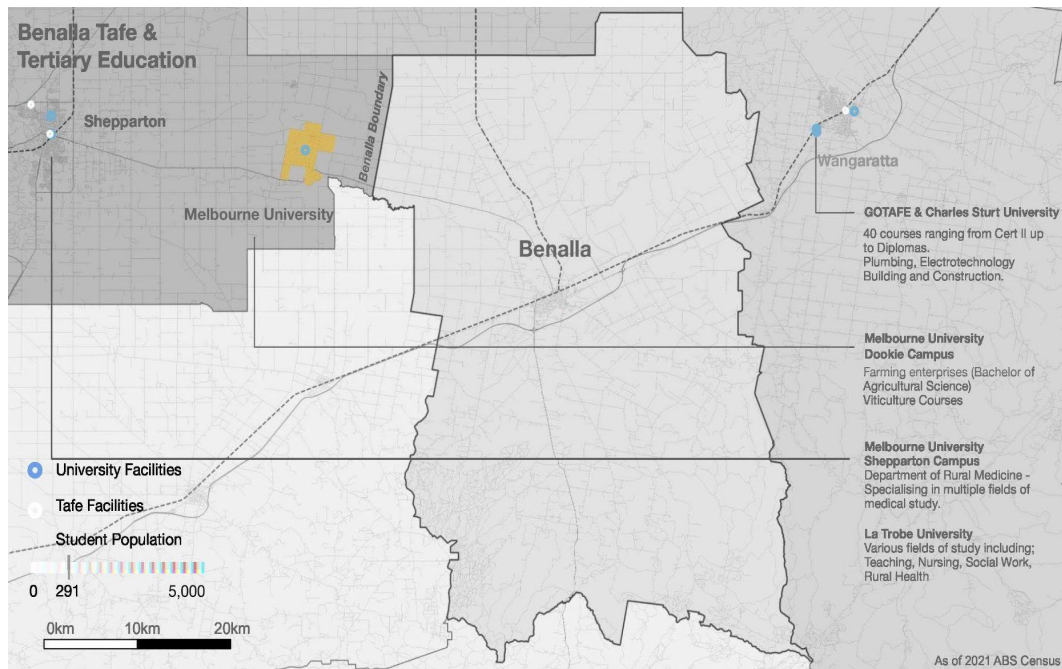 Benalla Tafe &
Tertiary Education
Shepparton
Benalla Boundary
Melbourne University
Benalla
Wangaratta
GOTAFE & Charles Sturt University
40 courses ranging from Cert II up
to Diplomas.
Plumbing, Electrotechnology
Building and Construction.
Melbourne University
Dookie Campus
Farming enterprises (Bachelor of
Agricultural Science)
Viticulture Courses
Melbourne University
Shepparton Campus
Department of Rural Medicine -
Specialising in multiple fields of
medical study.
La Trobe University
Various fields of study including;
Teaching, Nursing, Social Work,
Rural Health
University Facilities
Tafe Facilities
Student Population
0 291 5,000
0km 10km 20km
As of 2021 ABS Census